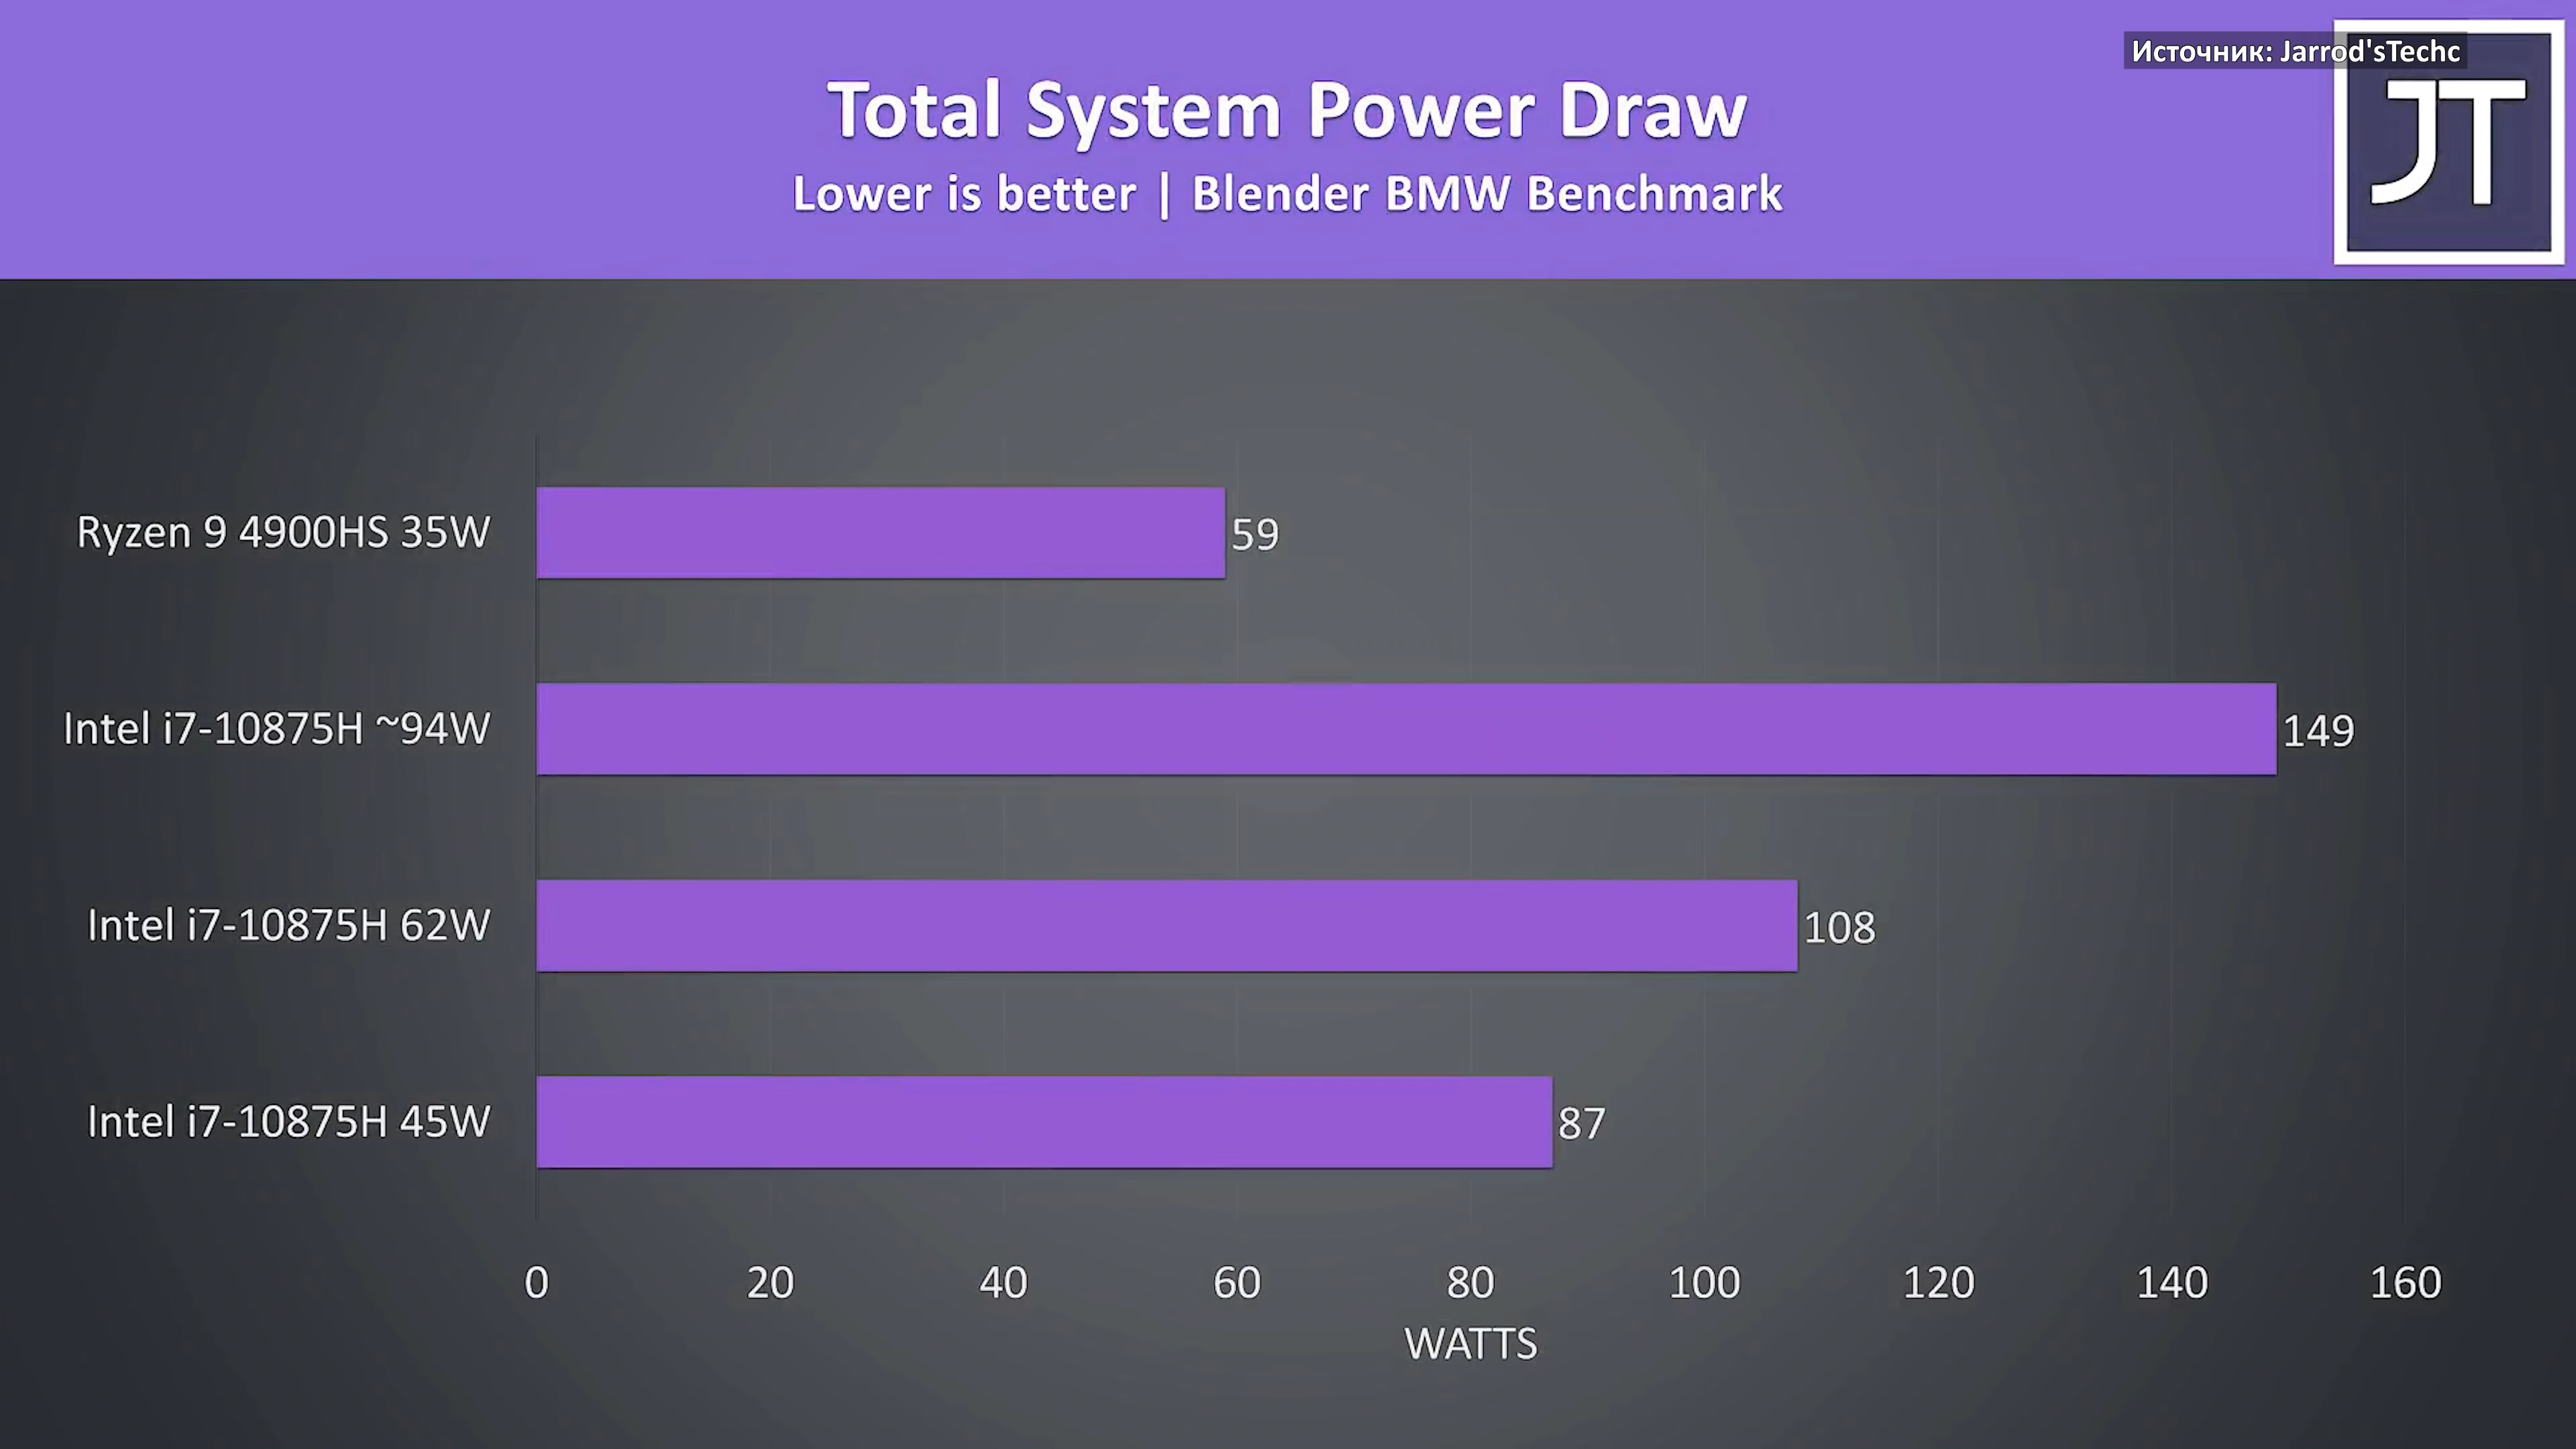 Источник: Jarrod'sTechc
JT
Total System Power Draw
Lower is better | Blender BMW Benchmark
Ryzen 9 4900HS 35W 59
Intel i7-10875H ~94W 149
Intel i7-10875H 62W 108
Intel i7-10875H 45W 87
0 20 40 60 80 100 120 140 160
WATTS